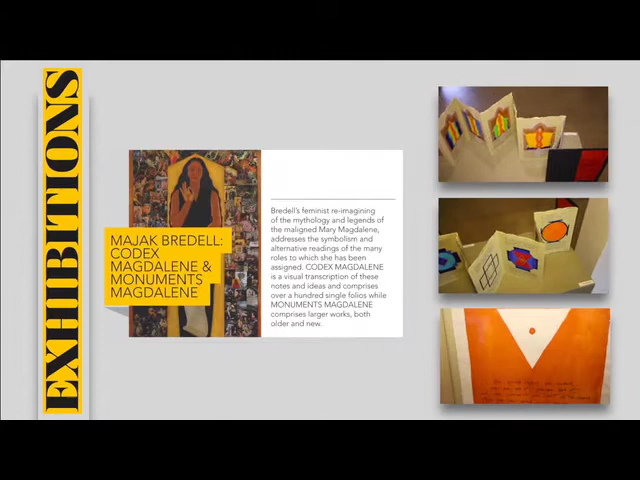 EXHIBITIONS
MAJAK BREDELL:
CODEX
MAGDALENE &
MONUMENTS
MAGDALENE
Bredell's feminist re-imagining
of the mythology and legends of
the maligned Mary Magdalene,
addresses the symbolism and
alternative readings of the many
roles to which she has been
assigned. CODEX MAGDALENE
is a visual transcription of these
notes and ideas and comprises
over a hundred single folios while
MONUMENTS MAGDALENE
comprises larger works, both
older and new.